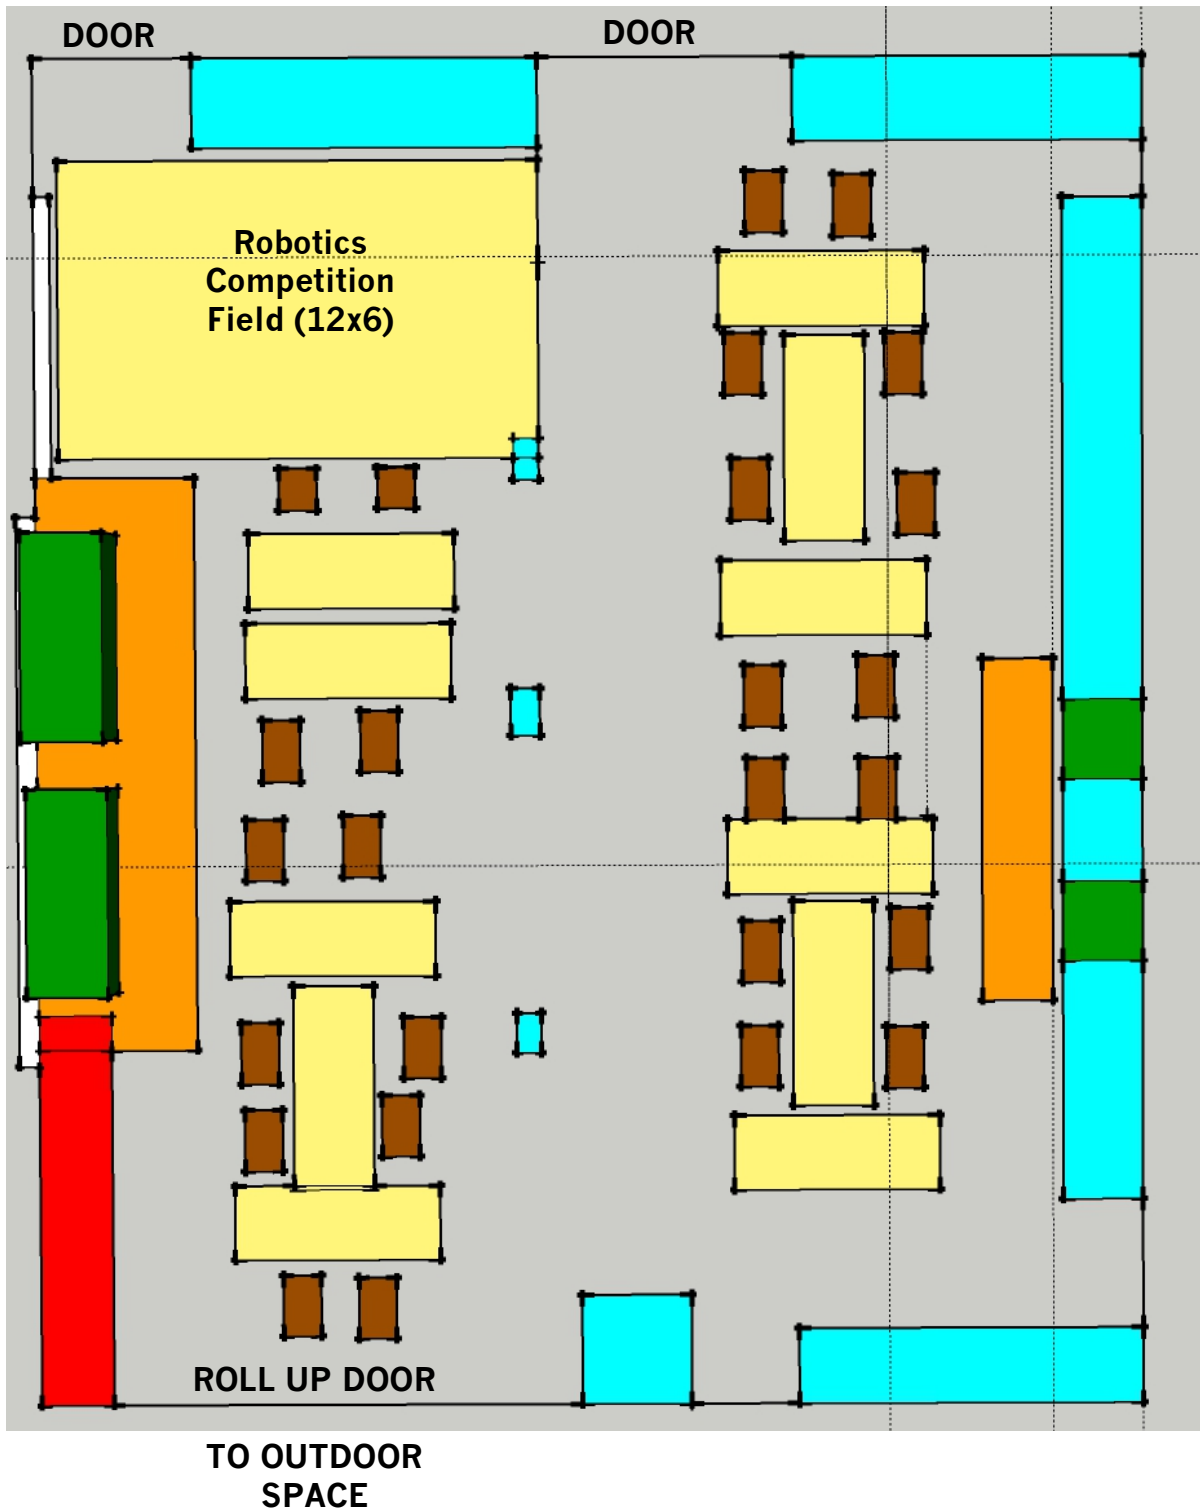 DOOR
DOOR
Robotics
Competition
Field (12x6)
ROLL UP DOOR
TO OUTDOOR
SPACE